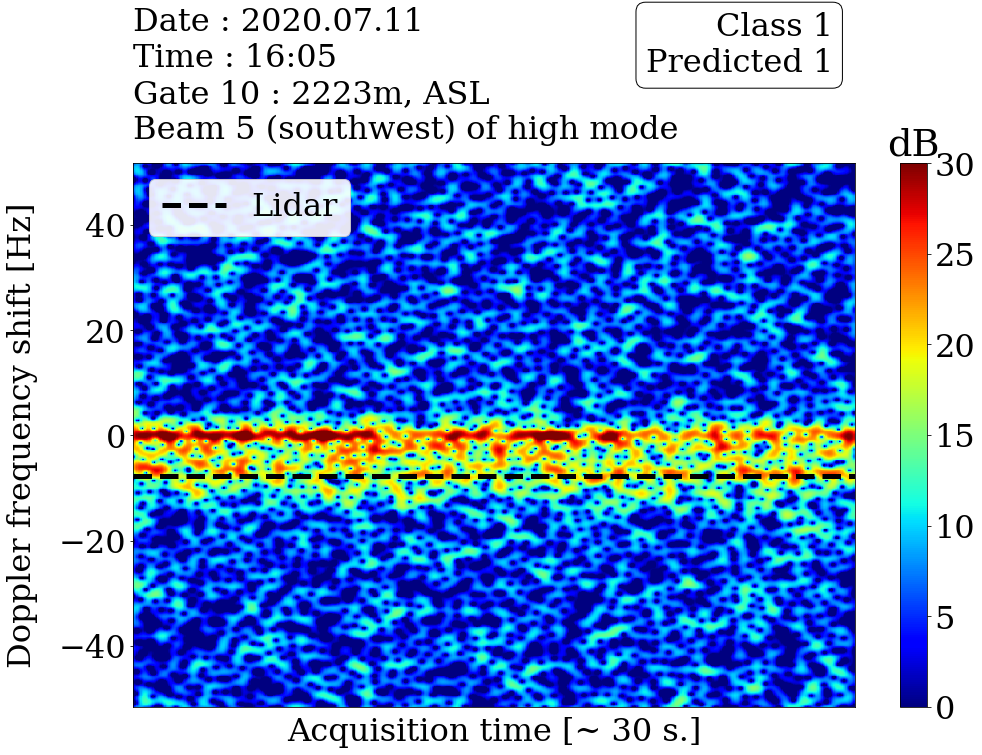 Date : 2020.07.11
Time : 16:05
Gate 10 : 2223m, ASL
Beam 5 (southwest) of high mode
Class 1
Predicted 1
dB
Lidar
Doppler frequency shift [Hz]
40
20
0
−20
−40
30
25
20
15
10
5
0
Acquisition time [~ 30 s.]